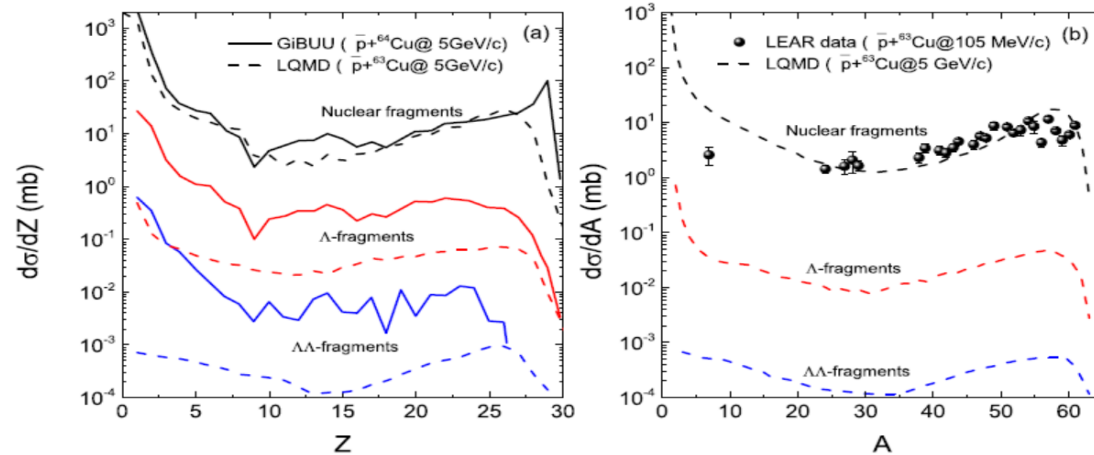 (a)
GiBUU ( p̅+⁶⁴Cu@ 5GeV/c)
LQMD ( p̅+⁶³Cu@ 5GeV/c)
Nuclear fragments
Λ-fragments
ΛΛ-fragments
dσ/dZ (mb)
10³
10²
10¹
10⁰
10⁻¹
10⁻²
10⁻³
10⁻⁴
0 5 10 15 20 25 30
Z
(b)
LEAR data ( p̅+⁶³Cu@105 MeV/c)
LQMD ( p̅+⁶³Cu@5 GeV/c)
Nuclear fragments
Λ-fragments
ΛΛ-fragments
dσ/dA (mb)
10³
10²
10¹
10⁰
10⁻¹
10⁻²
10⁻³
10⁻⁴
0 10 20 30 40 50 60
A